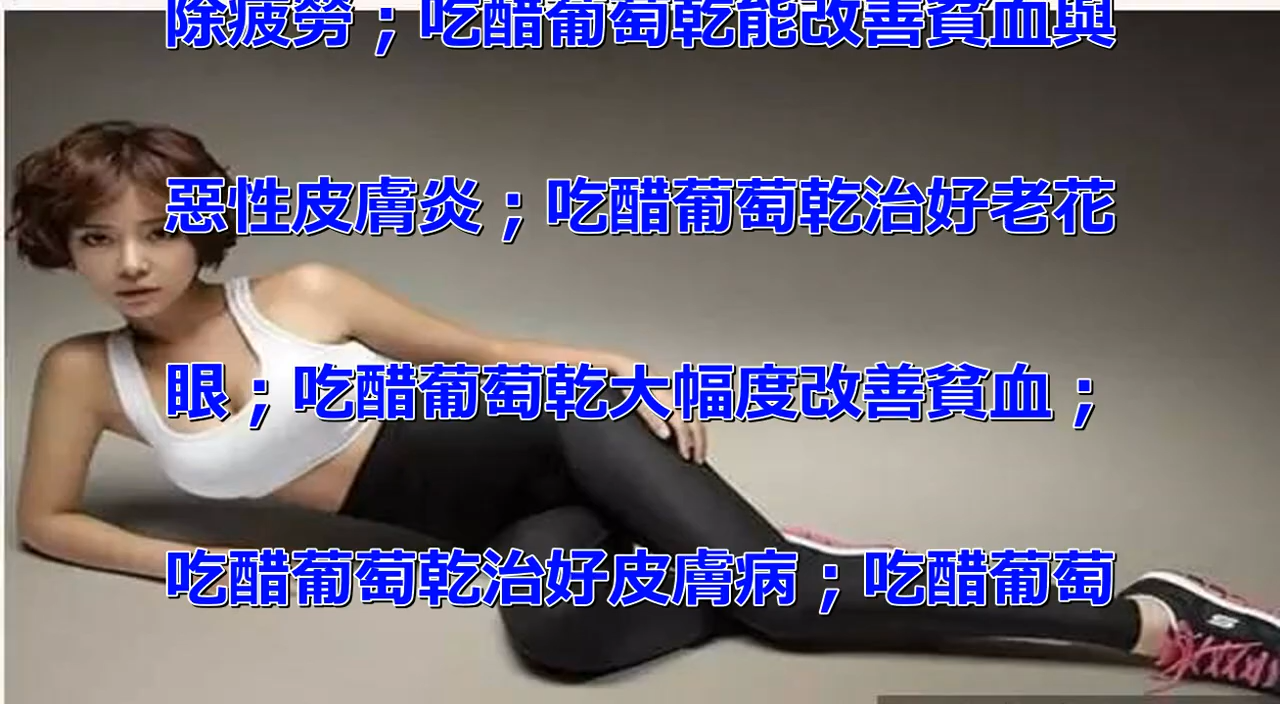 除疲勞；吃醋葡萄乾能改善貧血與
惡性皮膚炎；吃醋葡萄乾治好老花
眼；吃醋葡萄乾大幅度改善貧血；
吃醋葡萄乾治好皮膚病；吃醋葡萄